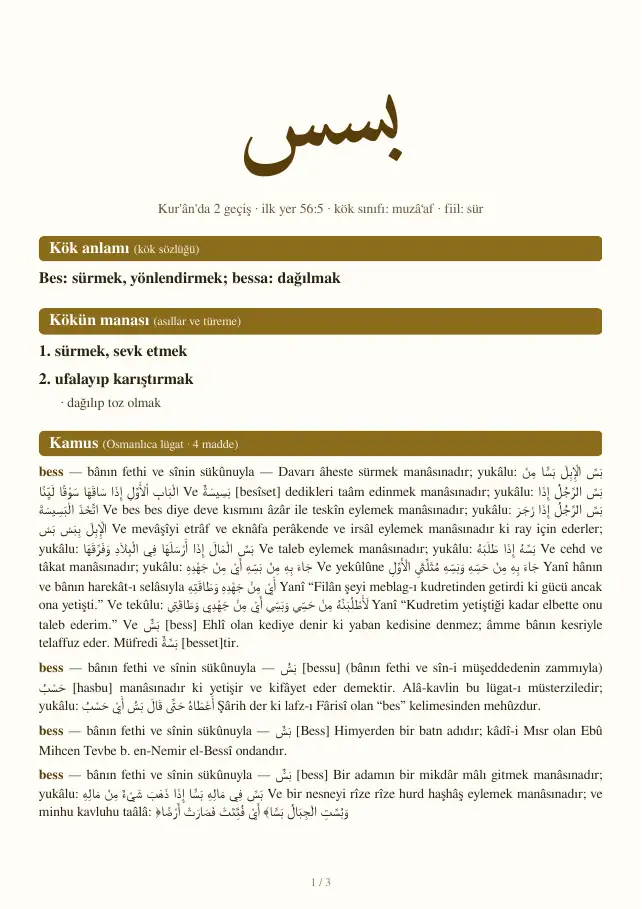 بسس
Kur'ân'da 2 geçiş · ilk yer 56:5 · kök sınıfı: muzâ'af · fiil: sür
Kök anlamı (kök sözlüğü)
Bes: sürmek, yönlendirmek; bessa: dağılmak
Kökün manası (asıllar ve türeme)
1. sürmek, sevk etmek
2. ufalayıp karıştırmak
· dağılıp toz olmak
Kamus (Osmanlıca lügat · 4 madde)
bess — bânın fethi ve sînin sükûnuyla — Davarı âheste sürmek manâsınadır; yukâlu: بَسَّ الْإِبِلَ بَسًّا مِنَ
الْبَابِ الْأَوَّلِ إِذَا سَاقَهَا سَوْقًا لَيِّنًا Ve بَسِيسَةٌ [besîset] dedikleri taâm edinmek manâsınadır; yukâlu: بَسَّ الرَّجُلُ إِذَا
اتَّخَذَ الْبَسِيسَةَ Ve bes bes diye deve kısmını âzâr ile teskîn eylemek manâsınadır; yukâlu: بَسَّ الرَّجُلُ إِذَا زَجَرَ
الْإِبِلَ بِبَسْ بَسْ Ve mevâşîyi etrâf ve eknâfa perâkende ve irsâl eylemek manâsınadır ki ray için ederler;
yukâlu: بَسَّ الْمَالَ إِذَا أَرْسَلَهَا فِي الْبِلَادِ وَفَرَّقَهَا Ve taleb eylemek manâsınadır; yukâlu: بَسَّهُ إِذَا طَلَبَهُ Ve cehd ve
tâkat manâsınadır; yukâlu: جَاءَ بِهِ مِنْ بَسِّهِ أَيْ مِنْ جَهْدِهِ Ve yekûlûne جَاءَ بِهِ مِنْ حَسِّهِ وَبَسِّهِ مُثَلَّثَيِ الْأَوَّلِ Yanî hânın
ve bânın harekât-ı selâsıyla أَيْ مِنْ جَهْدِهِ وَطَاقَتِهِ Yanî “Filân şeyi meblag-ı kudretinden getirdi ki gücü ancak
ona yetişti.” Ve tekûlu: لَأَطْلُبَنَّهُ مِنْ حَسِّي وَبَسِّي أَيْ مِنْ جَهْدِي وَطَاقَتِي Yanî “Kudretim yetiştiği kadar elbette onu
taleb ederim.” Ve بَسٌّ [bess] Ehlî olan kediye denir ki yaban kedisine denmez; âmme bânın kesriyle
telaffuz eder. Müfredi بَسَّةٌ [besset]tir.
bess — bânın fethi ve sînin sükûnuyla — بَسُّ [bessu] (bânın fethi ve sîn-i müşeddedenin zammıyla)
حَسْبُ [hasbu] manâsınadır ki yetişir ve kifâyet eder demektir. Alâ-kavlin bu lügat-ı müsterziledir;
yukâlu: أَعْطَاهُ حَتَّى قَالَ بَسُّ أَيْ حَسْبُ Şârih der ki lafz-ı Fârisî olan “bes” kelimesinden mehûzdur.
bess — bânın fethi ve sînin sükûnuyla — بَسٌّ [Bess] Himyerden bir batn adıdır; kâdî-i Mısr olan Ebû
Mihcen Tevbe b. en-Nemir el-Bessî ondandır.
bess — bânın fethi ve sînin sükûnuyla — بَسٌّ [bess] Bir adamın bir mikdâr mâlı gitmek manâsınadır;
yukâlu: بَسَّ فِي مَالِهِ بَسًّا إِذَا ذَهَبَ شَيْءٌ مِنْ مَالِهِ Ve bir nesneyi rîze rîze hurd haşhâş eylemek manâsınadır; ve
minhu kavluhu taâlâ: ﴿وَبُسَّتِ الْجِبَالُ بَسًّا﴾ أَيْ فُتِّتَتْ فَصَارَتْ أَرْضًا
1 / 3